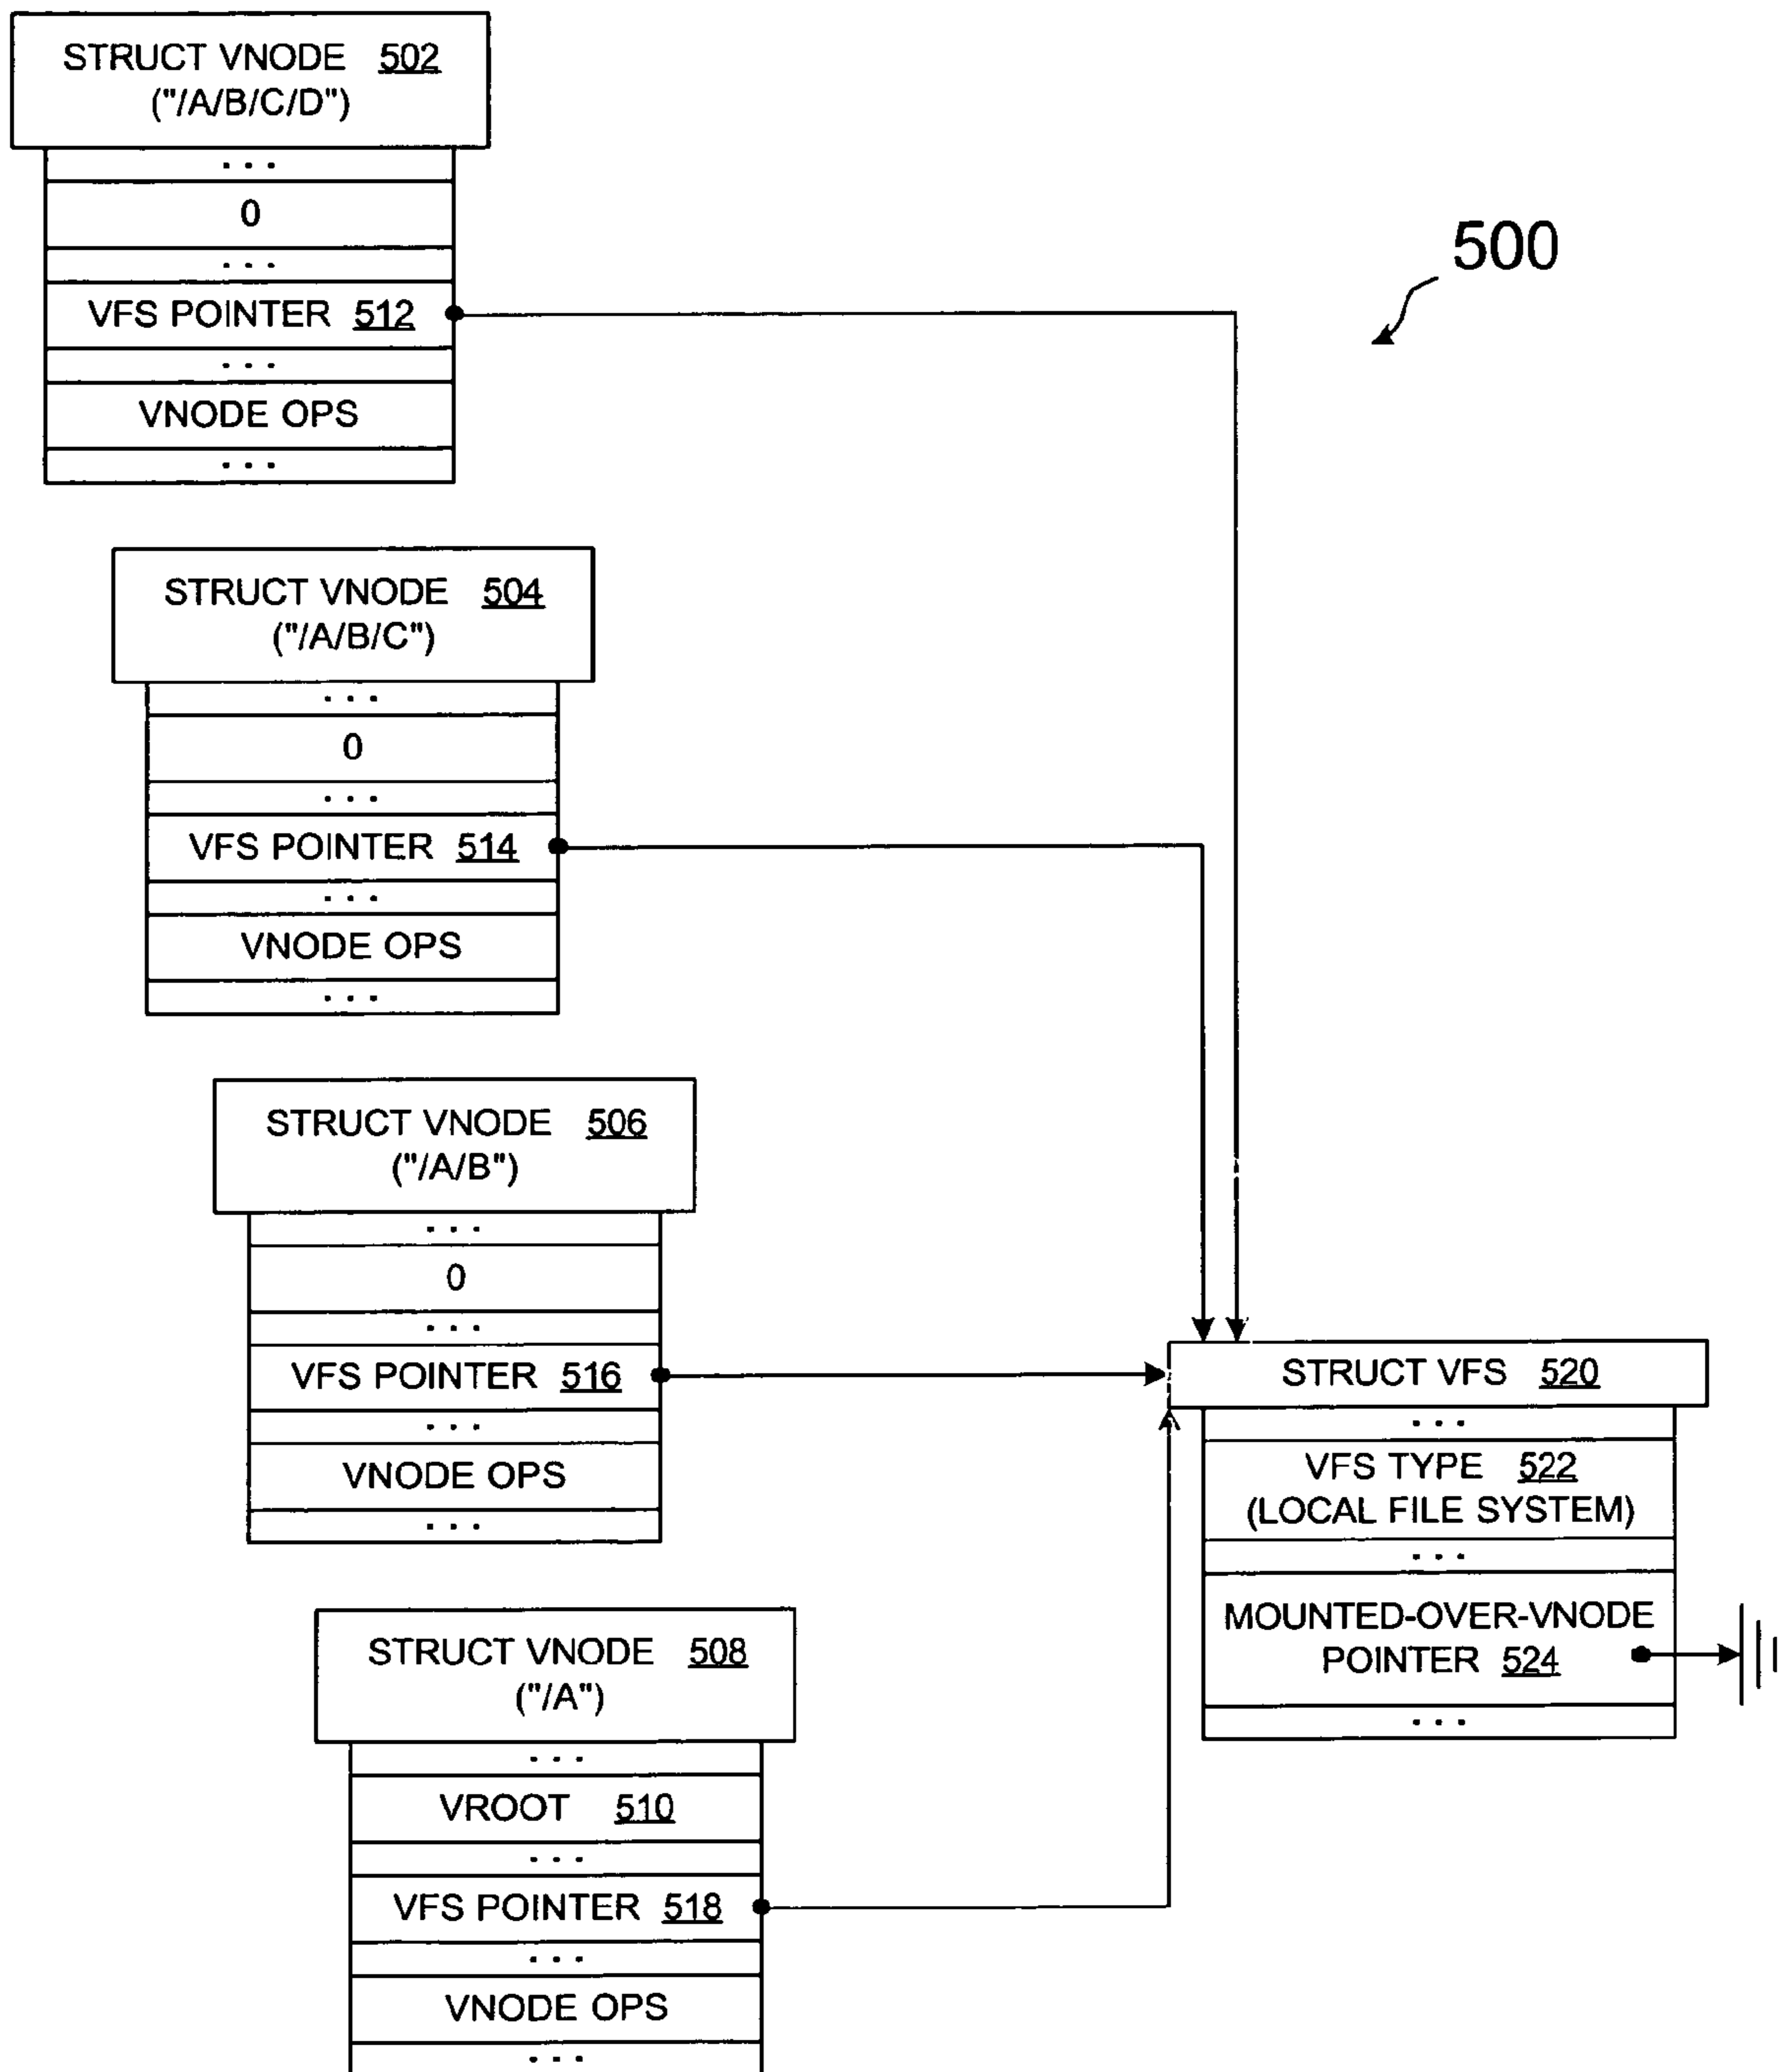 STRUCT VNODE 502
("/A/B/C/D")
. . .
0
. . .
VFS POINTER 512
. . .
VNODE OPS
. . .
500
STRUCT VNODE 504
("/A/B/C")
. . .
0
. . .
VFS POINTER 514
. . .
VNODE OPS
. . .
STRUCT VNODE 506
("/A/B")
. . .
0
. . .
VFS POINTER 516
. . .
VNODE OPS
. . .
STRUCT VNODE 508
("/A")
. . .
VROOT 510
. . .
VFS POINTER 518
. . .
VNODE OPS
. . .
STRUCT VFS 520
. . .
VFS TYPE 522
(LOCAL FILE SYSTEM)
. . .
MOUNTED-OVER-VNODE
POINTER 524
. . .